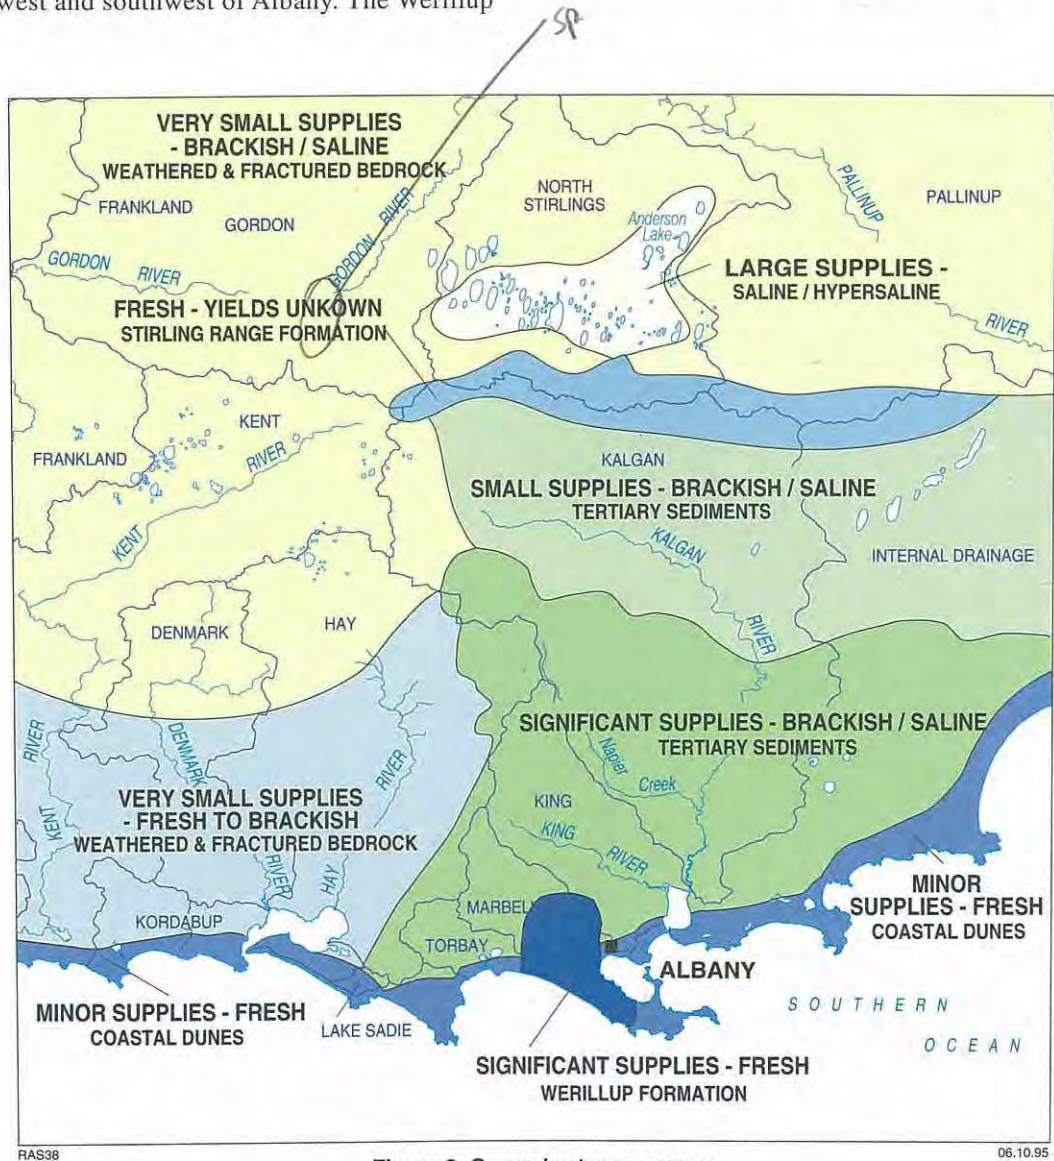 west and southwest of Albany. The Werillup
SP
VERY SMALL SUPPLIES
- BRACKISH / SALINE
WEATHERED & FRACTURED BEDROCK
FRANKLAND
GORDON
GORDON RIVER
GORDON RIVER
NORTH
STIRLINGS
Anderson
Lake
PALLINUP
PALLINUP
RIVER
LARGE SUPPLIES -
SALINE / HYPERSALINE
FRESH - YIELDS UNKOWN
STIRLING RANGE FORMATION
KENT
FRANKLAND
KENT
RIVER
KALGAN
SMALL SUPPLIES - BRACKISH / SALINE
TERTIARY SEDIMENTS
KALGAN
RIVER
INTERNAL DRAINAGE
DENMARK
HAY
SIGNIFICANT SUPPLIES - BRACKISH / SALINE
TERTIARY SEDIMENTS
Napier
Creek
KENT
RIVER
DENMARK
RIVER
HAY
RIVER
VERY SMALL SUPPLIES
- FRESH TO BRACKISH
WEATHERED & FRACTURED BEDROCK
KING
KING
RIVER
KORDABUP
MARBELL
TORBAY
MINOR
SUPPLIES - FRESH
COASTAL DUNES
ALBANY
MINOR SUPPLIES - FRESH
COASTAL DUNES
LAKE SADIE
SOUTHERN
OCEAN
SIGNIFICANT SUPPLIES - FRESH
WERILLUP FORMATION
RAS38
06.10.95